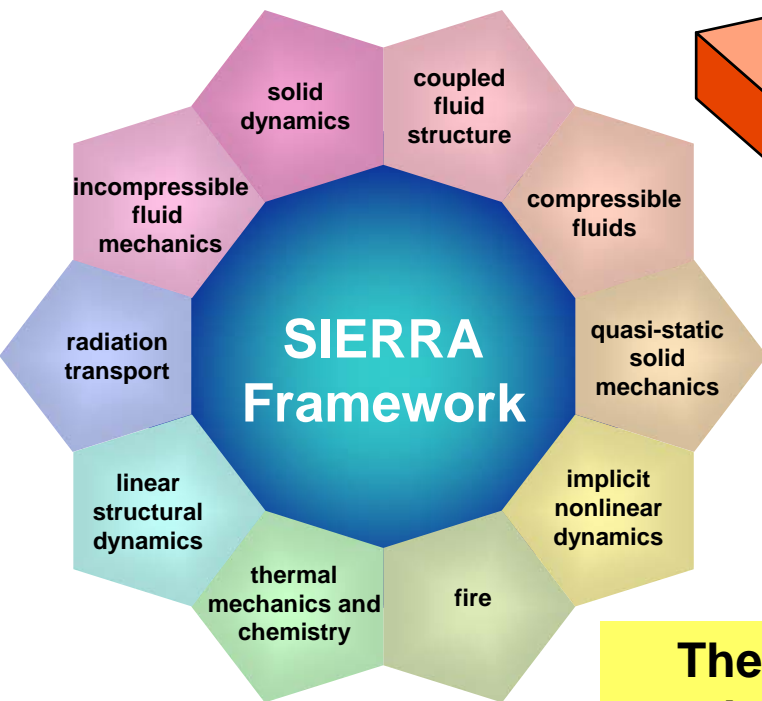 solid
dynamics
coupled
fluid
structure
incompressible
fluid
mechanics
compressible
fluids
radiation
transport
SIERRA
Framework
quasi-static
solid
mechanics
linear
structural
dynamics
implicit
nonlinear
dynamics
thermal
mechanics and
chemistry
fire
The